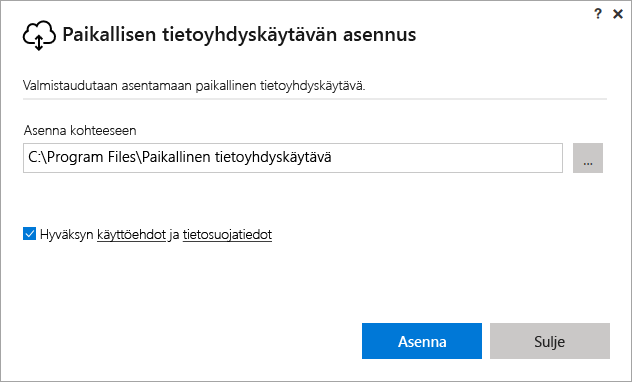 ? ×
Paikallisen tietoyhdyskäytävän asennus
Valmistaudutaan asentamaan paikallinen tietoyhdyskäytävä.
Asenna kohteeseen
C:\Program Files\Paikallinen tietoyhdyskäytävä
...
Hyväksyn käyttöehdot ja tietosuojatiedot
Asenna
Sulje